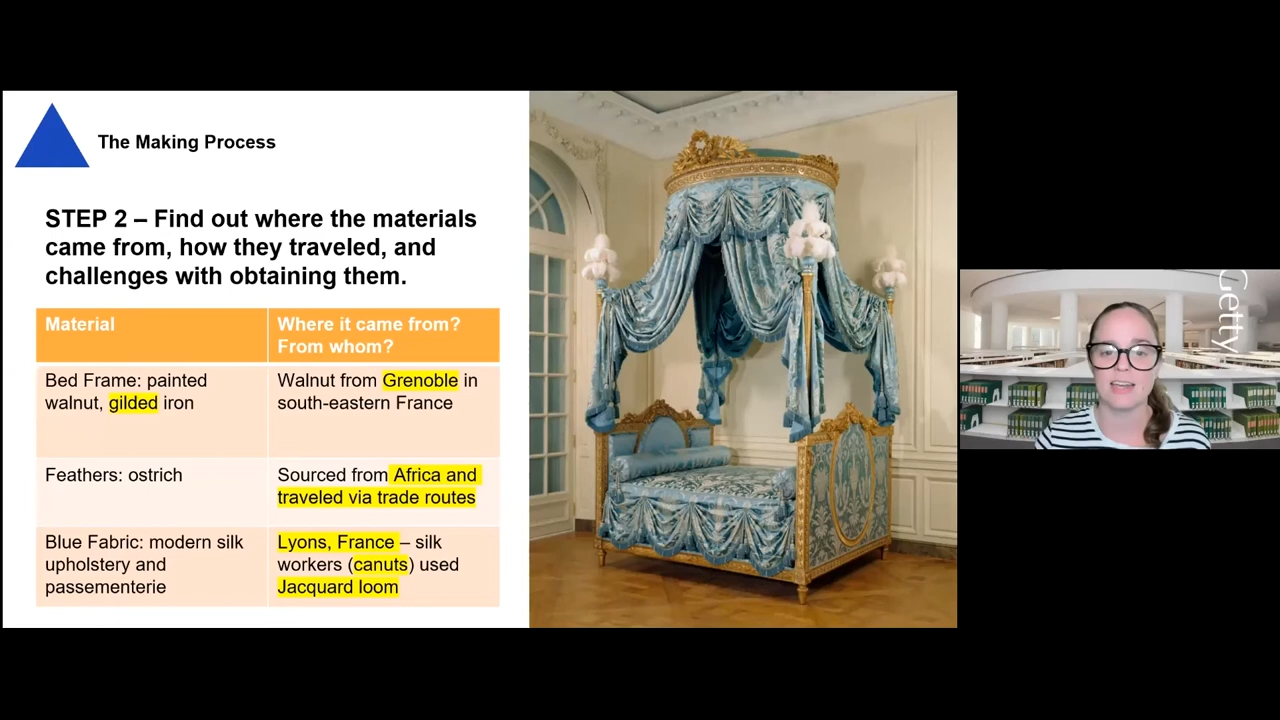 The Making Process
STEP 2 – Find out where the materials
came from, how they traveled, and
challenges with obtaining them.
Material
Where it came from?
From whom?
Bed Frame: painted
walnut, gilded iron
Walnut from Grenoble in
south-eastern France
Feathers: ostrich
Sourced from Africa and
traveled via trade routes
Blue Fabric: modern silk
upholstery and
passementerie
Lyons, France – silk
workers (canuts) used
Jacquard loom
Getty